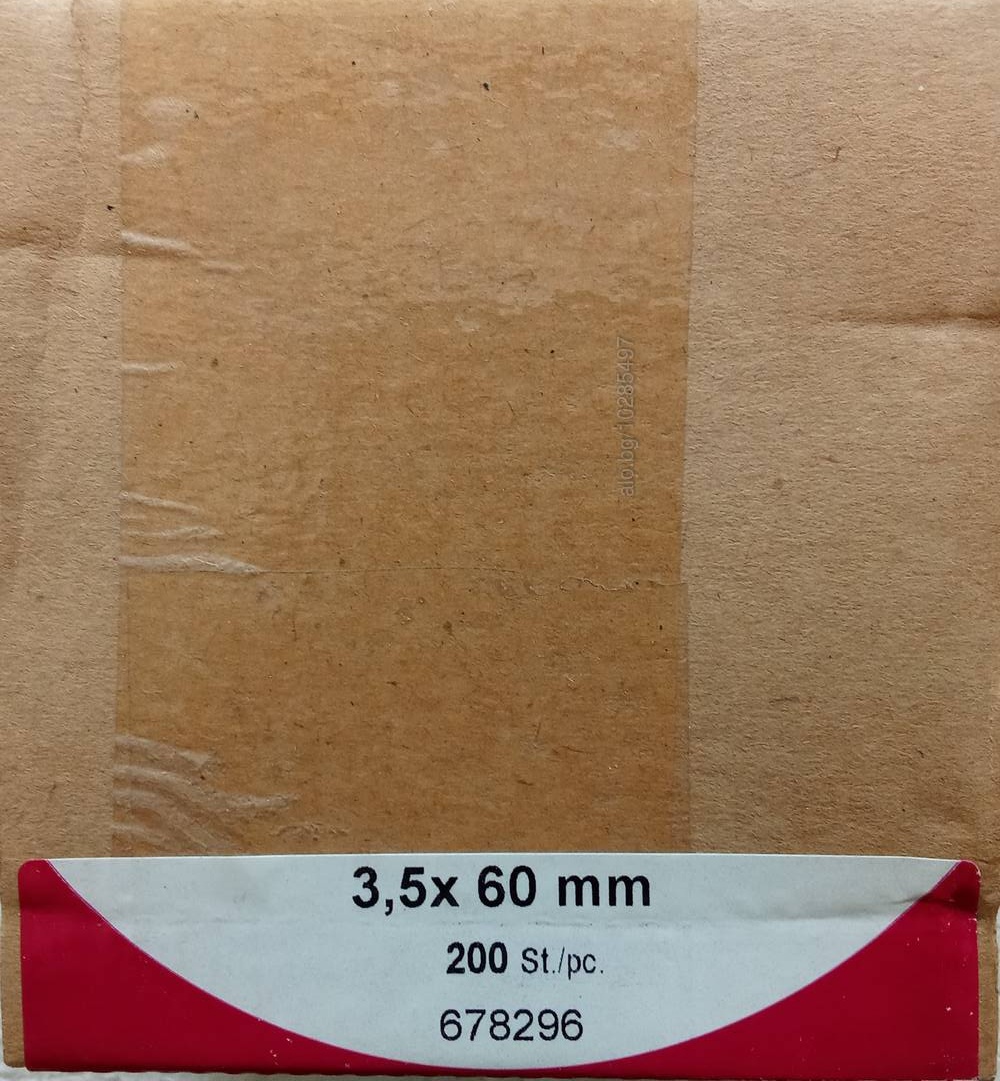 alo.bg/10285497
3,5x 60 mm
200 St./pc.
678296